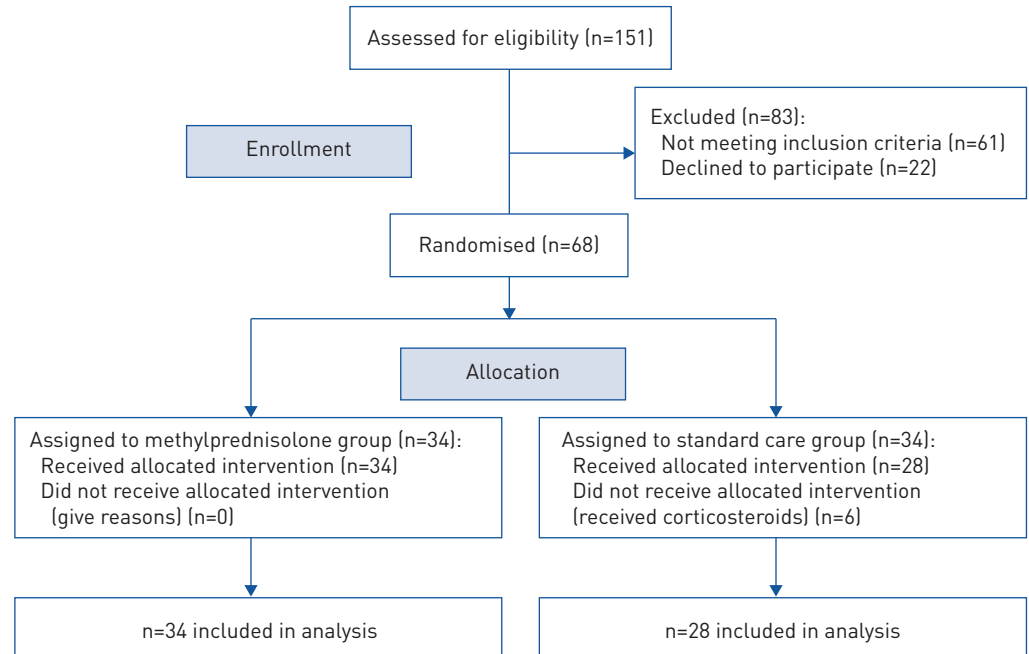 Assessed for eligibility (n=151)
Excluded (n=83):
Not meeting inclusion criteria (n=61)
Declined to participate (n=22)
Enrollment
Randomised (n=68)
Allocation
Assigned to methylprednisolone group (n=34):
Received allocated intervention (n=34)
Did not receive allocated intervention
(give reasons) (n=0)
Assigned to standard care group (n=34):
Received allocated intervention (n=28)
Did not receive allocated intervention
(received corticosteroids) (n=6)
n=34 included in analysis
n=28 included in analysis